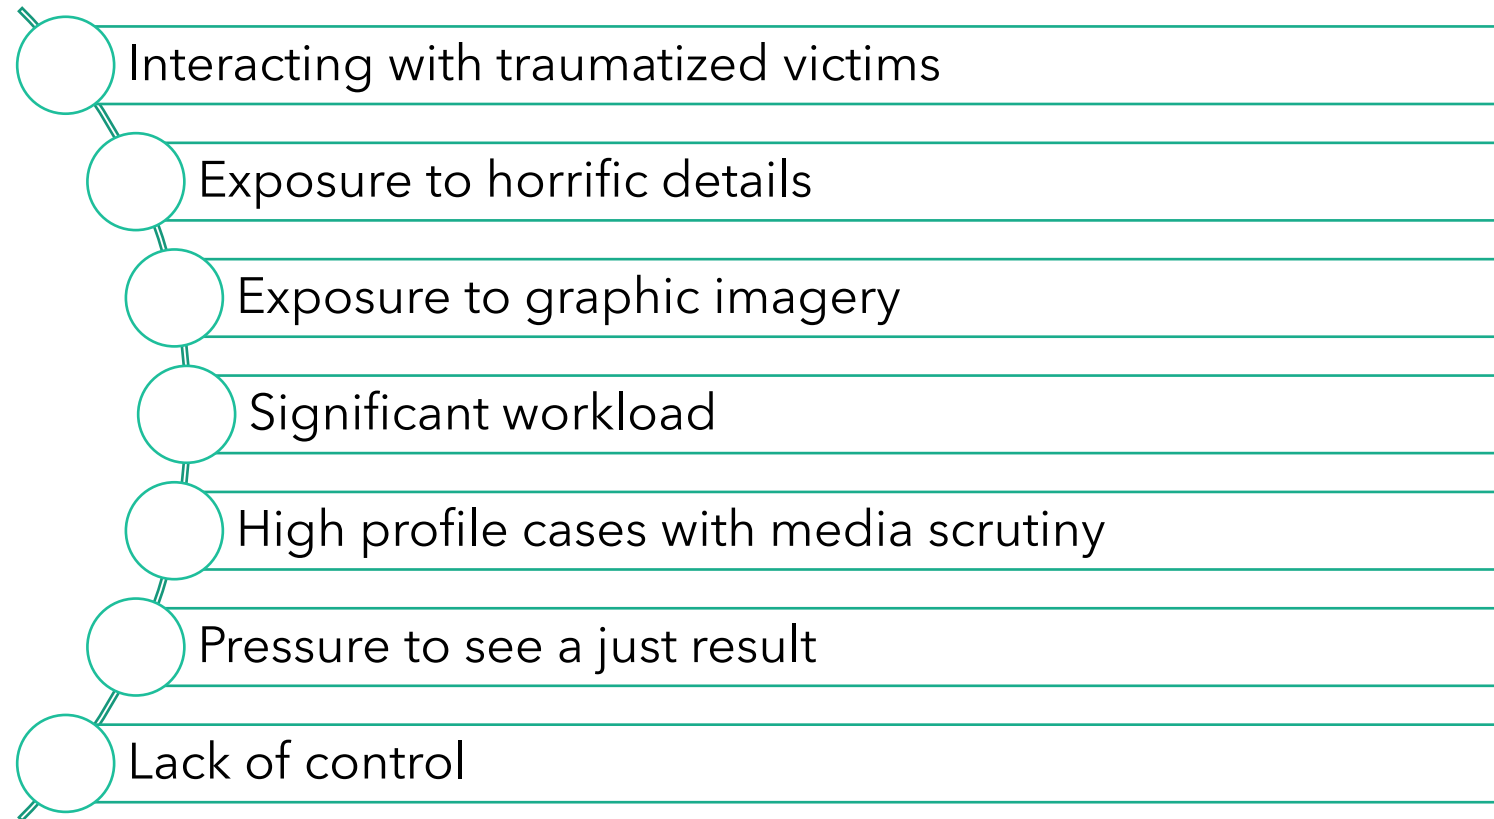 Interacting with traumatized victims
Exposure to horrific details
Exposure to graphic imagery
Significant workload
High profile cases with media scrutiny
Pressure to see a just result
Lack of control